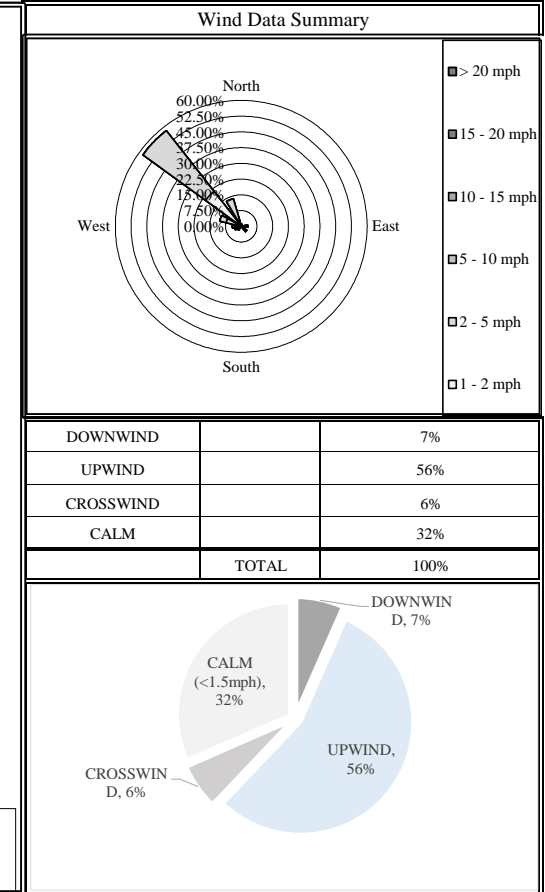 Wind Data Summary
North
60.00%
52.50%
45.00%
37.50%
30.00%
22.50%
15.00%
7.50%
0.00%
West
East
South
> 20 mph
15 - 20 mph
10 - 15 mph
5 - 10 mph
2 - 5 mph
1 - 2 mph
DOWNWIND 7%
UPWIND 56%
CROSSWIND 6%
CALM 32%
TOTAL 100%
DOWNWIN
D, 7%
CALM
(<1.5mph),
32%
UPWIND,
56%
CROSSWIN
D, 6%